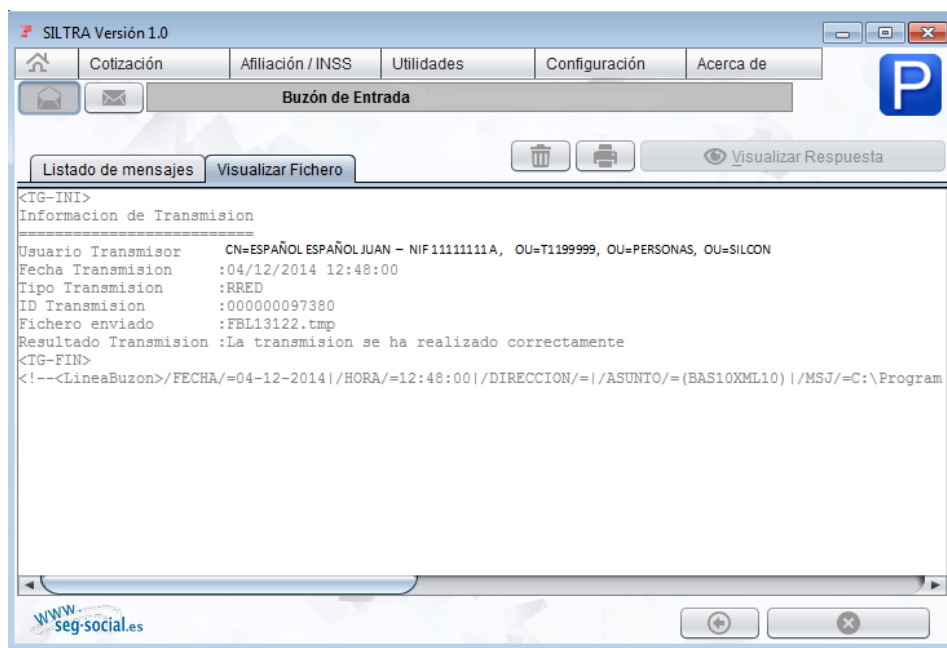 SILTRA Versión 1.0
Cotización Afiliación / INSS Utilidades Configuración Acerca de
P
Buzón de Entrada
Listado de mensajes Visualizar Fichero Visualizar Respuesta
<TG-INI>
Informacion de Transmision
==========================
Usuario Transmisor CN=ESPAÑOL ESPAÑOL JUAN – NIF 11111111A, OU=T1199999, OU=PERSONAS, OU=SILCON
Fecha Transmision :04/12/2014 12:48:00
Tipo Transmision :RRED
ID Transmision :000000097380
Fichero enviado :FBL13122.tmp
Resultado Transmision :La transmision se ha realizado correctamente
<TG-FIN>
<!--<LineaBuzon>/FECHA/=04-12-2014|/HORA/=12:48:00|/DIRECCION/=|/ASUNTO/=(BAS10XML10)|/MSJ/=C:\Program
www.seg-social.es